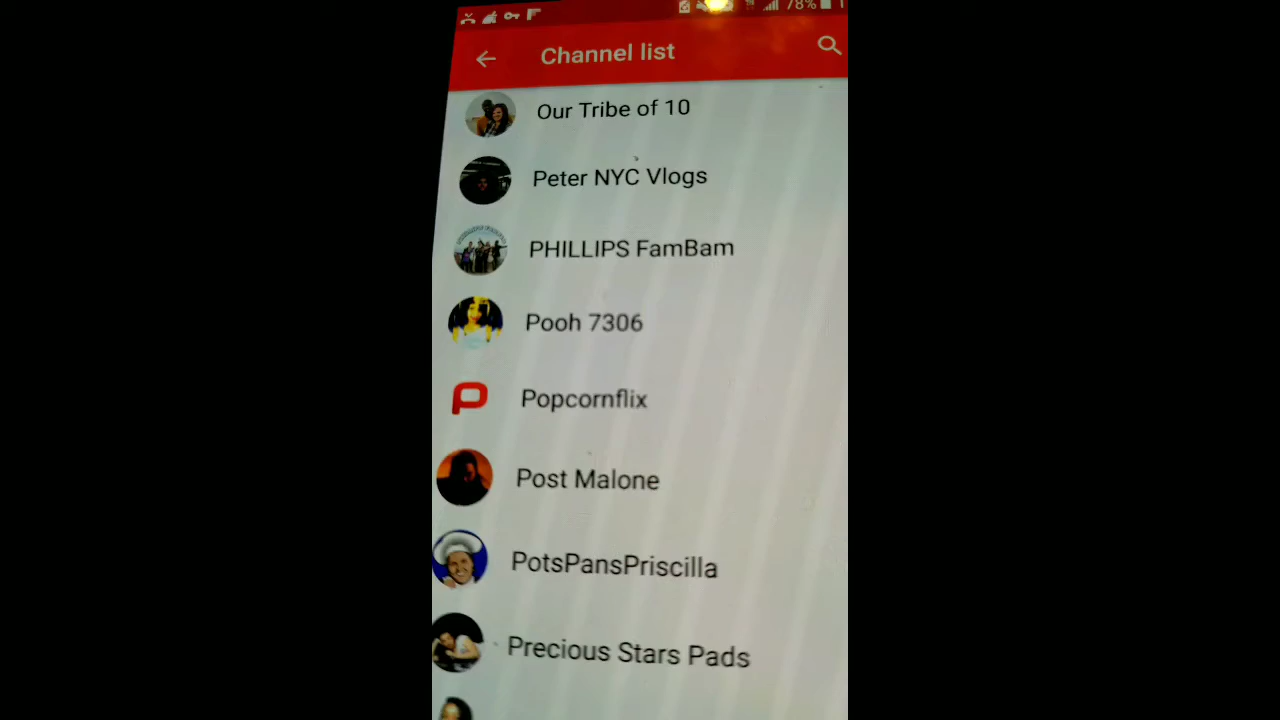 78%
Channel list
Our Tribe of 10
Peter NYC Vlogs
PHILLIPS FamBam
Pooh 7306
Popcornflix
Post Malone
PotsPansPriscilla
Precious Stars Pads